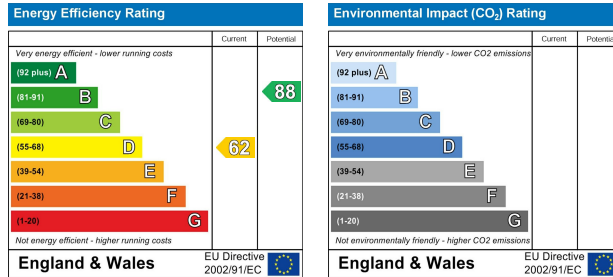 Energy Efficiency Rating
Current Potential
Very energy efficient - lower running costs
(92 plus) A
(81-91) B
(69-80) C
(55-68) D
(39-54) E
(21-38) F
(1-20) G
88
62
Not energy efficient - higher running costs
England & Wales
EU Directive
2002/91/EC
Environmental Impact (CO₂) Rating
Current Potential
Very environmentally friendly - lower CO2 emissions
(92 plus) A
(81-91) B
(69-80) C
(55-68) D
(39-54) E
(21-38) F
(1-20) G
Not environmentally friendly - higher CO2 emissions
England & Wales
EU Directive
2002/91/EC